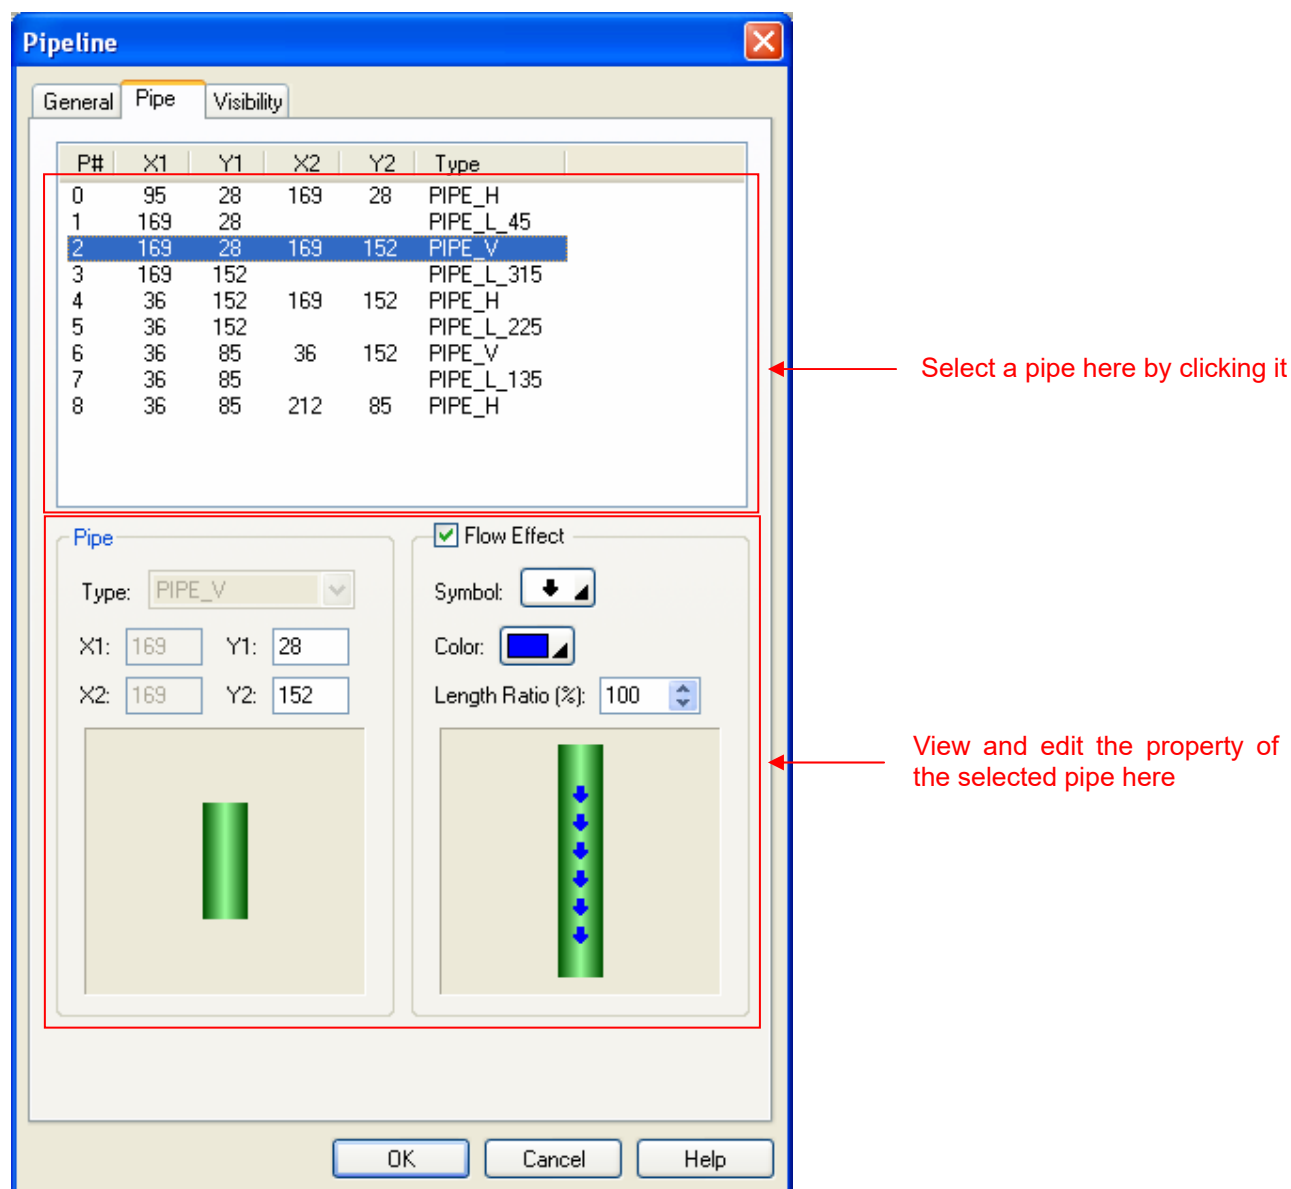 Pipeline
General Pipe Visibility
P# X1 Y1 X2 Y2 Type
0 95 28 169 28 PIPE_H
1 169 28 PIPE_L_45
2 169 28 169 152 PIPE_V
3 169 152 PIPE_L_315
4 36 152 169 152 PIPE_H
5 36 152 PIPE_L_225
6 36 85 36 152 PIPE_V
7 36 85 PIPE_L_135
8 36 85 212 85 PIPE_H
Select a pipe here by clicking it
Pipe
Type: PIPE_V
X1: 169 Y1: 28
X2: 169 Y2: 152
Flow Effect
Symbol:
Color:
Length Ratio (%): 100
View and edit the property of
the selected pipe here
OK Cancel Help